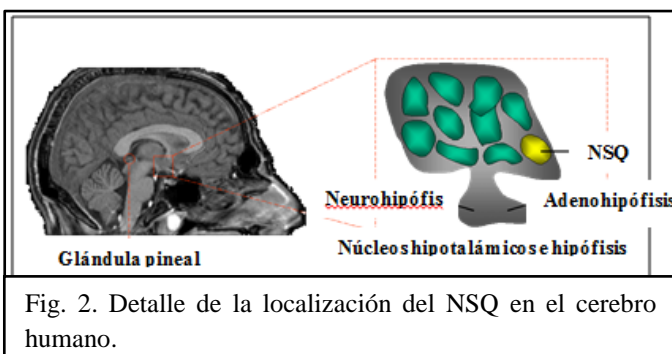 NSQ
Neurohipófis
Adenohipófisis
Núcleos hipotalámicos e hipófisis
Glándula pineal
Fig. 2. Detalle de la localización del NSQ en el cerebro
humano.